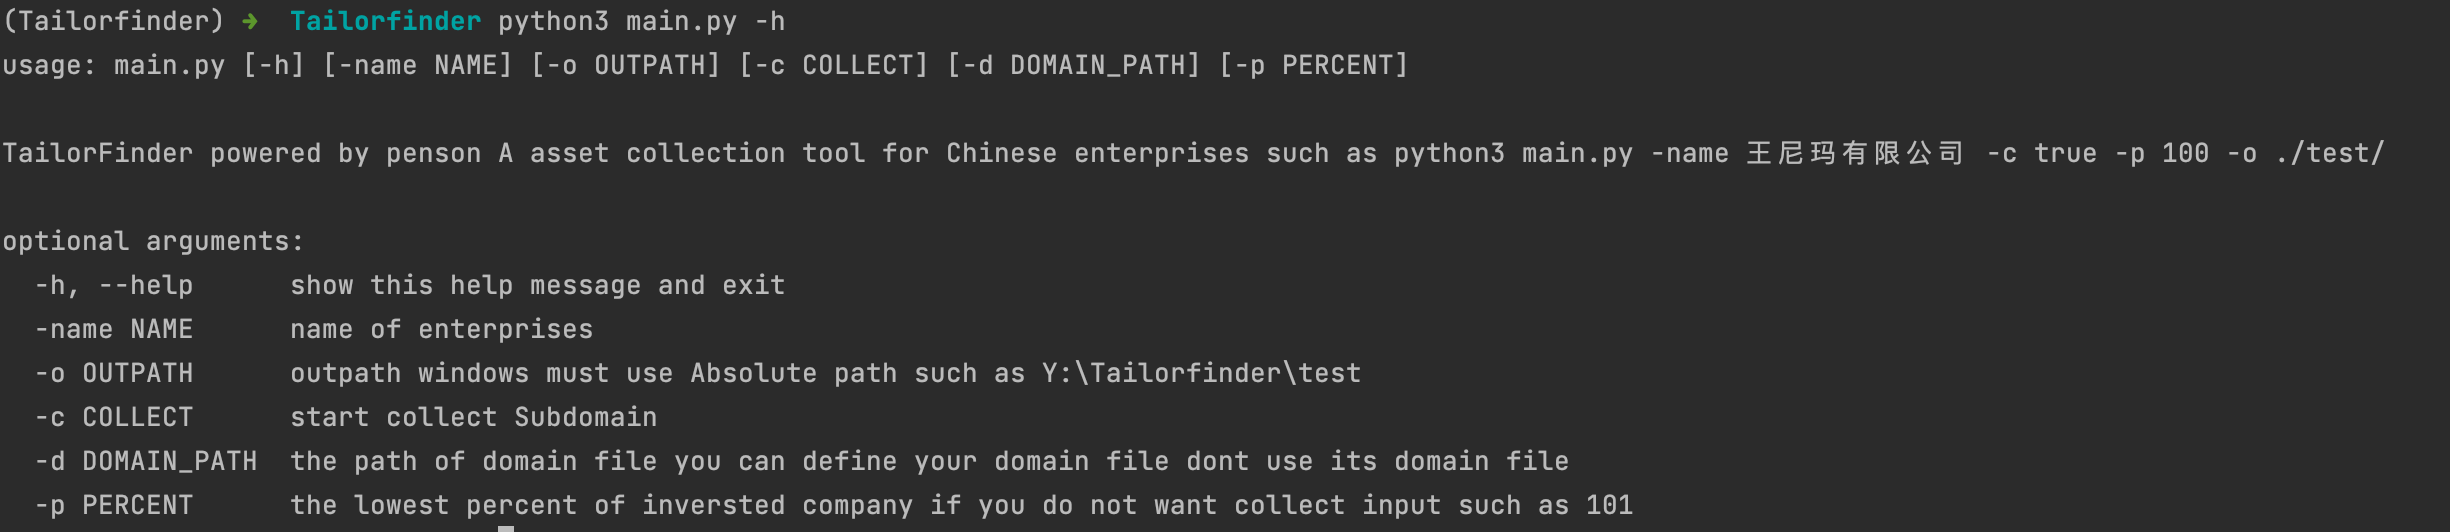 (Tailorfinder) ➜  Tailorfinder python3 main.py -h
usage: main.py [-h] [-name NAME] [-o OUTPATH] [-c COLLECT] [-d DOMAIN_PATH] [-p PERCENT]

TailorFinder powered by penson A asset collection tool for Chinese enterprises such as python3 main.py -name 王尼玛有限公司 -c true -p 100 -o ./test/

optional arguments:
  -h, --help      show this help message and exit
  -name NAME      name of enterprises
  -o OUTPATH      outpath windows must use Absolute path such as Y:\Tailorfinder\test
  -c COLLECT      start collect Subdomain
  -d DOMAIN_PATH  the path of domain file you can define your domain file dont use its domain file
  -p PERCENT      the lowest percent of inversted company if you do not want collect input such as 101